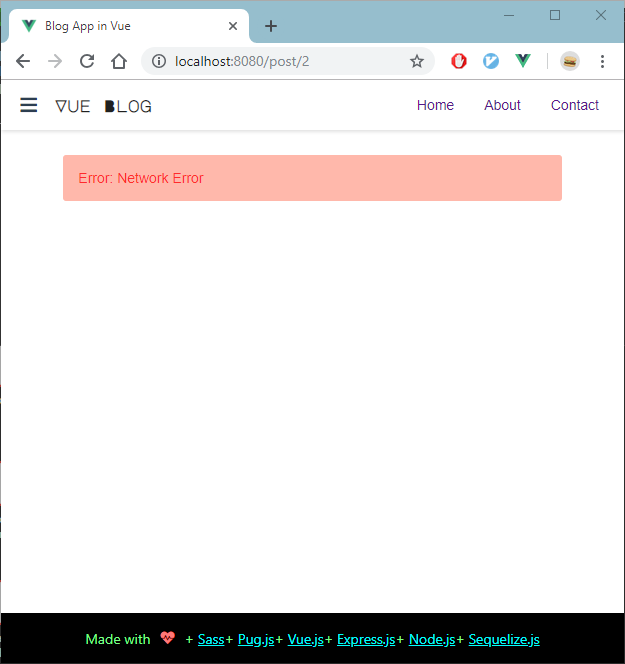 Blog App in Vue
localhost:8080/post/2
VUE BLOG
Home About Contact
Error: Network Error
Made with + Sass+ Pug.js+ Vue.js+ Express.js+ Node.js+ Sequelize.js